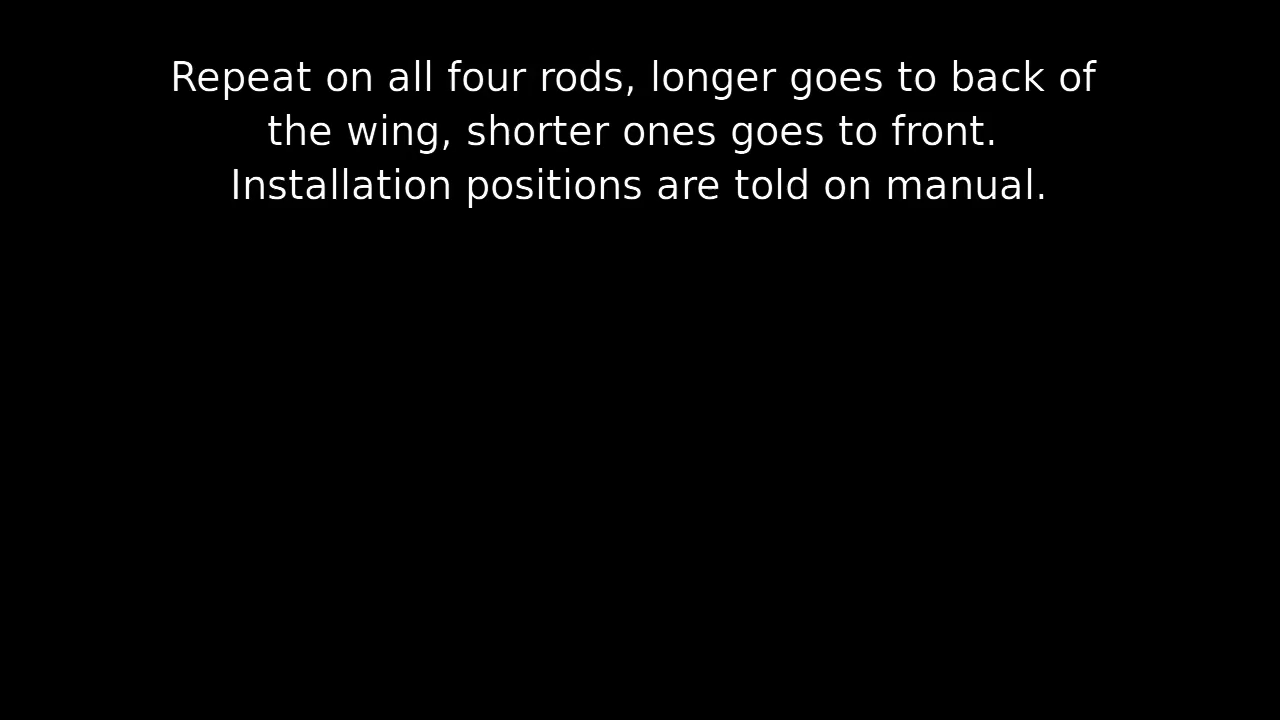 Repeat on all four rods, longer goes to back of
the wing, shorter ones goes to front.
Installation positions are told on manual.